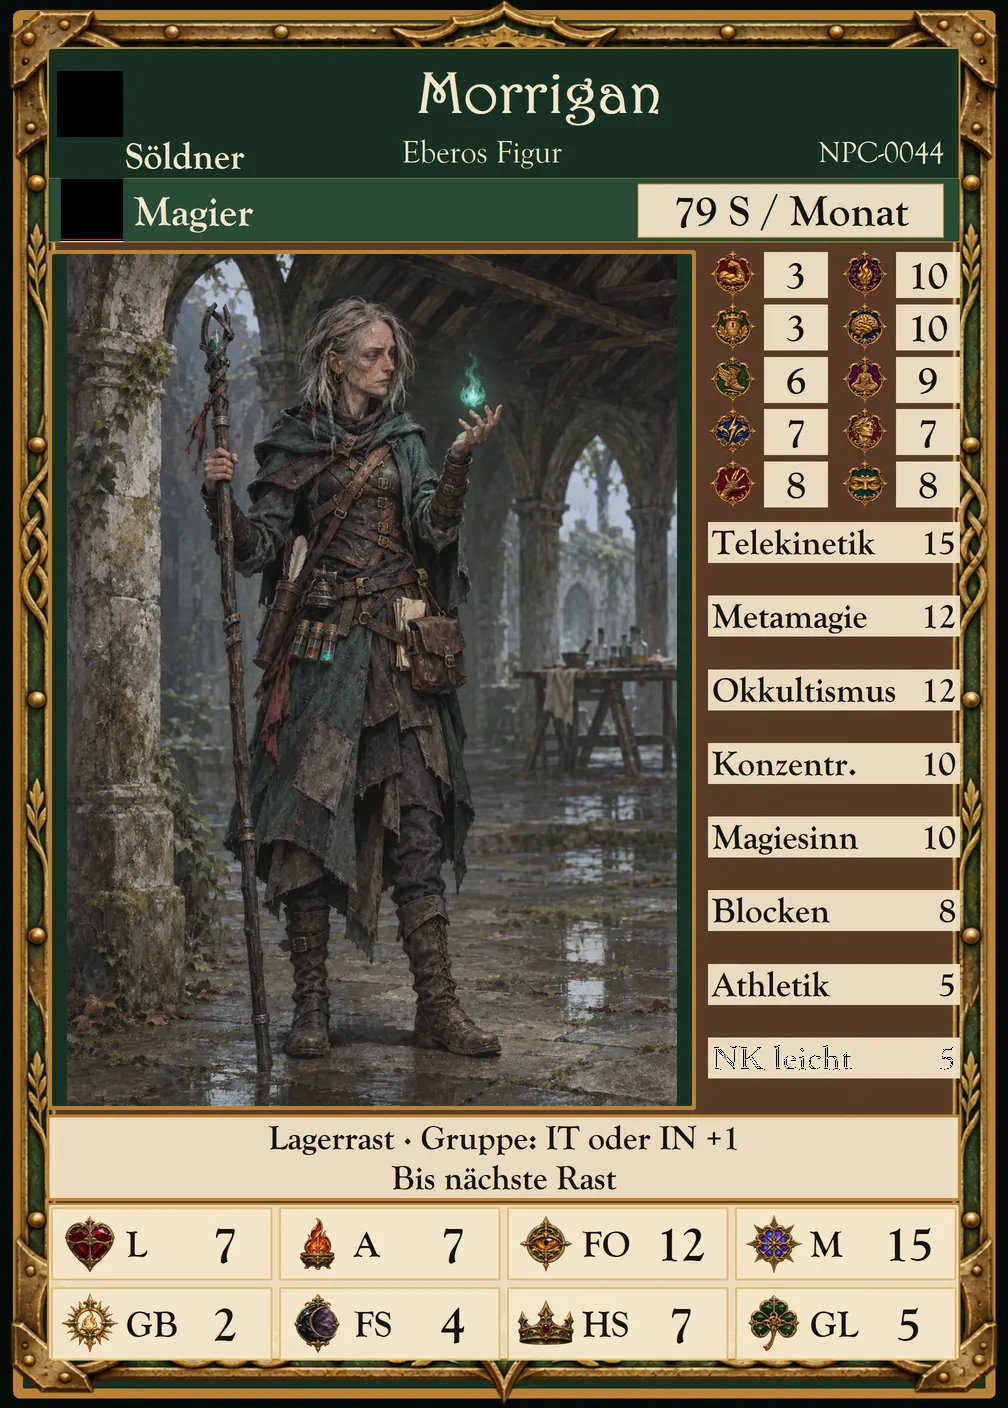 Morrigan
Söldner
Eberos Figur
NPC-0044
Magier
79 S / Monat
3 10
3 10
6 9
7 7
8 8
Telekinetik 15
Metamagie 12
Okkultismus 12
Konzentr. 10
Magiesinn 10
Blocken 8
Athletik 5
NK leicht 5
Lagerrast · Gruppe: IT oder IN +1
Bis nächste Rast
L 7 A 7 FO 12 M 15
GB 2 FS 4 HS 7 GL 5